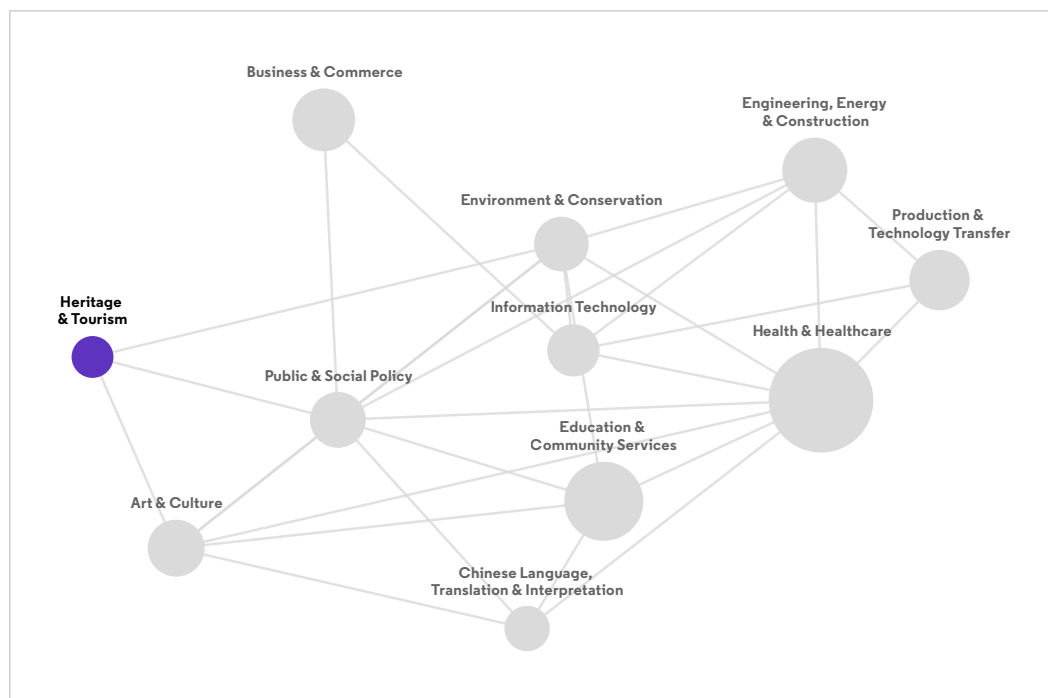 Business & Commerce
Engineering, Energy
& Construction
Environment & Conservation
Production &
Technology Transfer
Heritage
& Tourism
Information Technology
Health & Healthcare
Public & Social Policy
Education &
Community Services
Art & Culture
Chinese Language,
Translation & Interpretation